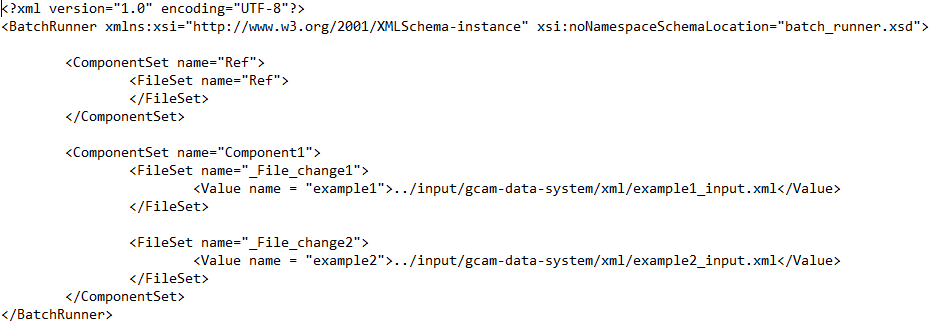 <?xml version="1.0" encoding="UTF-8"?>
<BatchRunner xmlns:xsi="http://www.w3.org/2001/XMLSchema-instance" xsi:noNamespaceSchemaLocation="batch_runner.xsd">
<ComponentSet name="Ref">
<FileSet name="Ref">
</FileSet>
</ComponentSet>
<ComponentSet name="Component1">
<FileSet name="_File_change1">
<Value name = "example1">../input/gcam-data-system/xml/example1_input.xml</Value>
</FileSet>
<FileSet name="_File_change2">
<Value name = "example2">../input/gcam-data-system/xml/example2_input.xml</Value>
</FileSet>
</ComponentSet>
</BatchRunner>